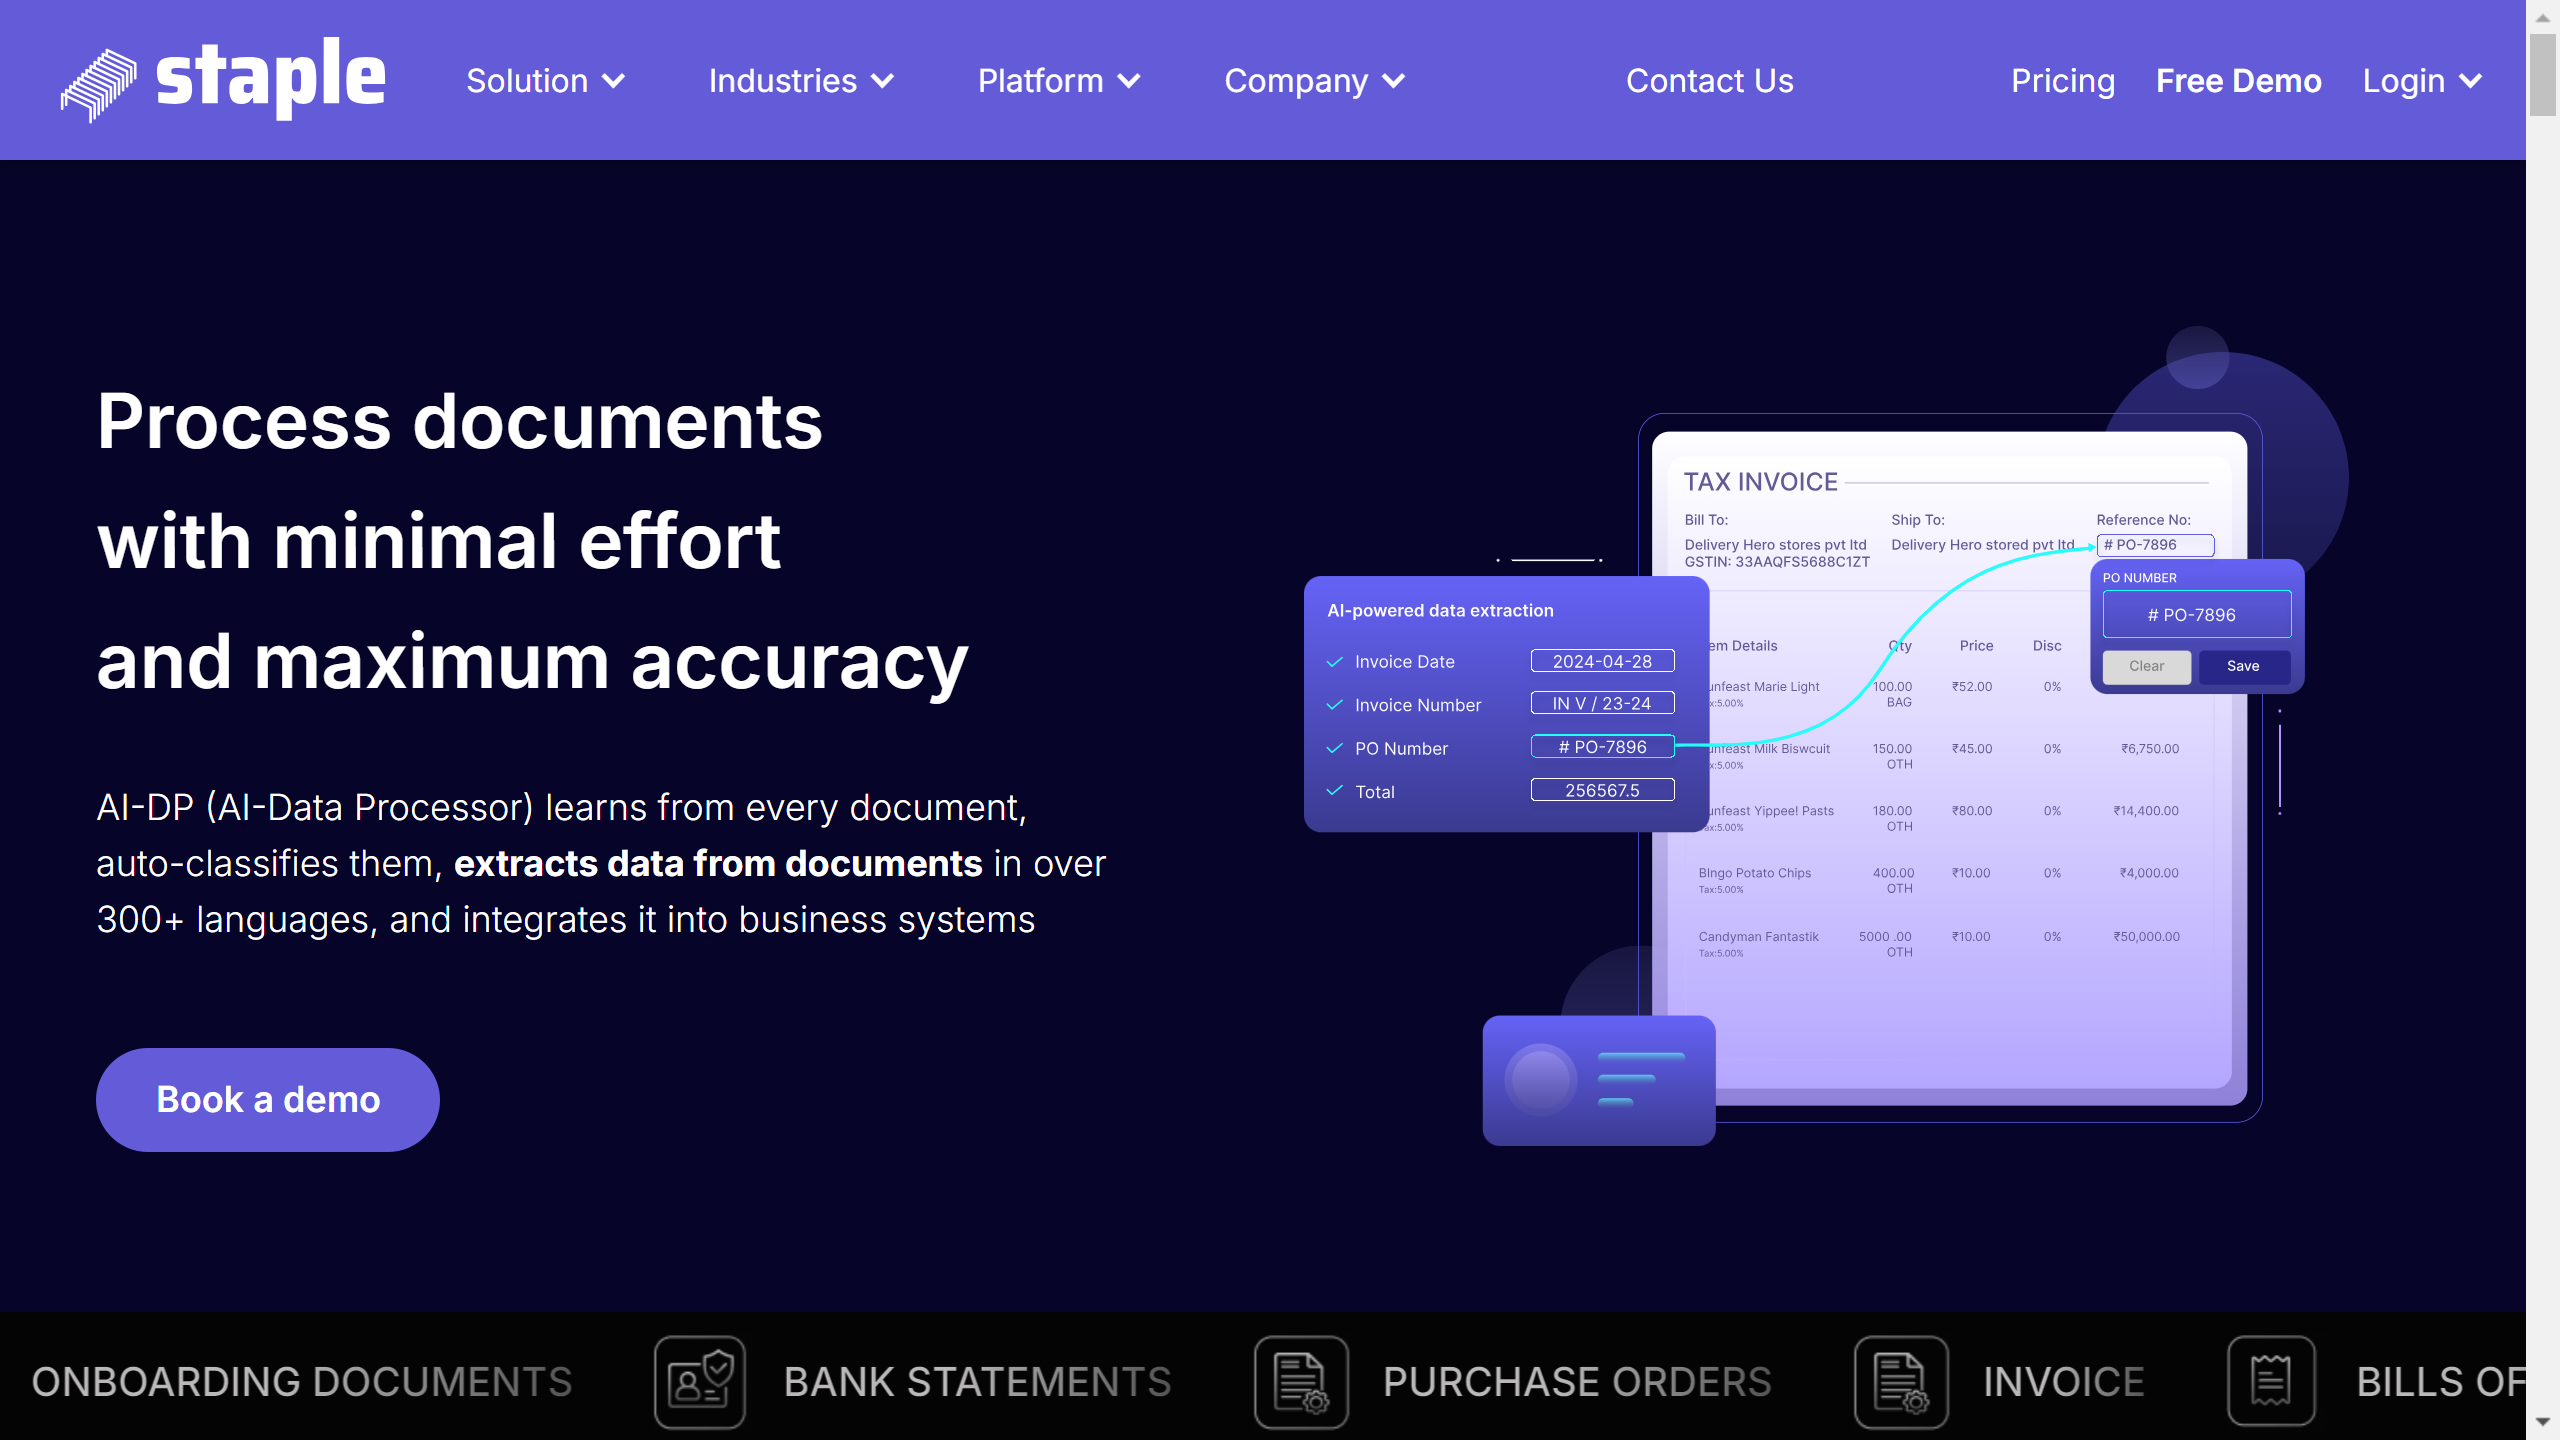 staple
Solution
Industries
Platform
Company
Contact Us
Pricing
Free Demo
Login
Process documents
with minimal effort
and maximum accuracy
AI-DP (AI-Data Processor) learns from every document,
auto-classifies them, extracts data from documents in over
300+ languages, and integrates it into business systems
Book a demo
AI-powered data extraction
Invoice Date 2024-04-28
Invoice Number IN V / 23-24
PO Number # PO-7896
Total 256567.5
TAX INVOICE
Bill To: Ship To: Reference No:
Delivery Hero stores pvt ltd Delivery Hero stored pvt ltd # PO-7896
GSTIN: 33AAQFS5688C1ZT
PO NUMBER
# PO-7896
Clear Save
Details Qty Price Disc
Marie Light 100.00 ₹52.00 0%
5.00% BAG
Milk Biswcuit 150.00 ₹45.00 0% ₹6,750.00
5.00% OTH
Yippee! Pasts 180.00 ₹80.00 0% ₹14,400.00
5.00% OTH
BIngo Potato Chips 400.00 ₹10.00 0% ₹4,000.00
Tax:5.00% OTH
Candyman Fantastik 5000 .00 ₹10.00 0% ₹50,000.00
Tax:5.00% OTH
ONBOARDING DOCUMENTS BANK STATEMENTS PURCHASE ORDERS INVOICE BILLS OF